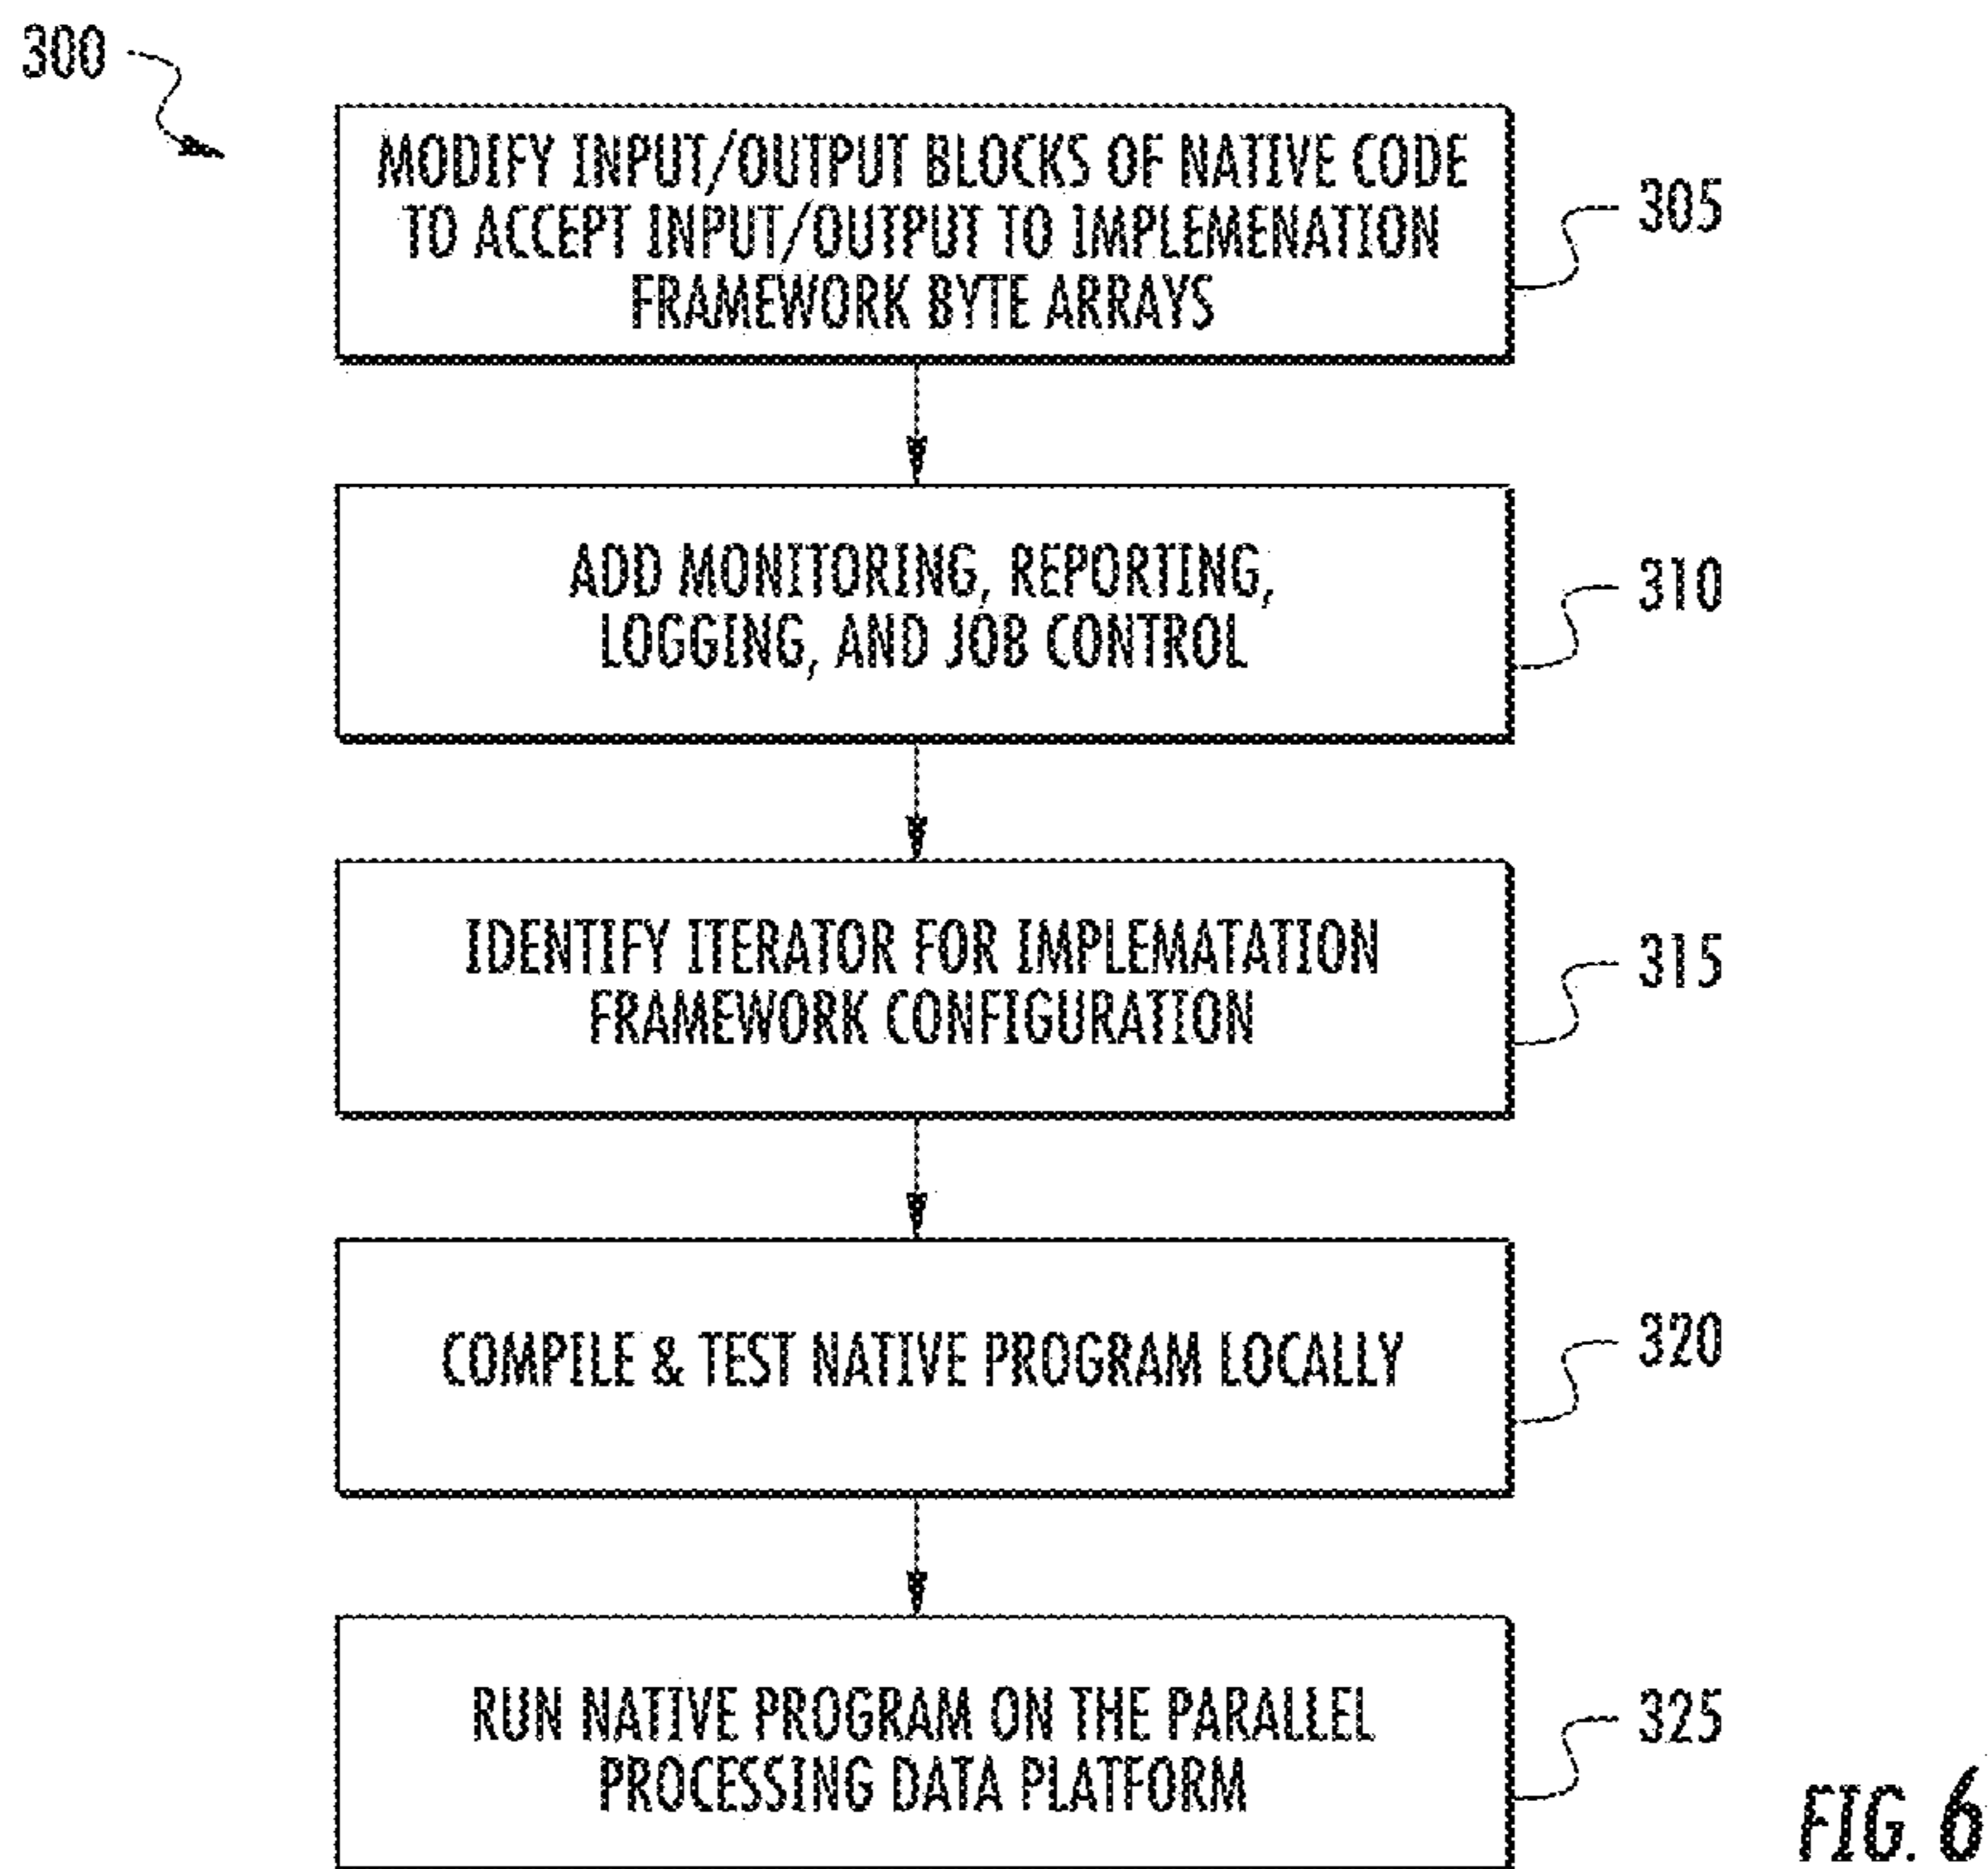 300
MODIFY INPUT/OUTPUT BLOCKS OF NATIVE CODE
TO ACCEPT INPUT/OUTPUT TO IMPLEMENATION
FRAMEWORK BYTE ARRAYS
305
ADD MONITORING, REPORTING,
LOGGING, AND JOB CONTROL
310
IDENTIFY ITERATOR FOR IMPLEMATATION
FRAMEWORK CONFIGURATION
315
COMPILE & TEST NATIVE PROGRAM LOCALLY
320
RUN NATIVE PROGRAM ON THE PARALLEL
PROCESSING DATA PLATFORM
325
FIG. 6